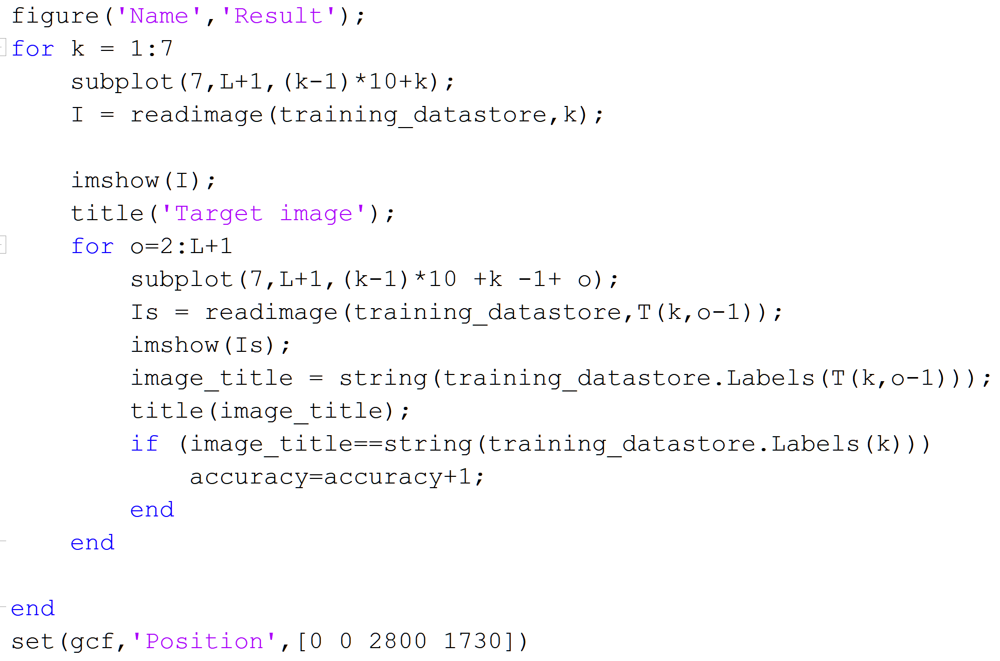 figure('Name','Result');
for k = 1:7
    subplot(7,L+1,(k-1)*10+k);
    I = readimage(training_datastore,k);

    imshow(I);
    title('Target image');
    for o=2:L+1
        subplot(7,L+1,(k-1)*10 +k -1+ o);
        Is = readimage(training_datastore,T(k,o-1));
        imshow(Is);
        image_title = string(training_datastore.Labels(T(k,o-1)));
        title(image_title);
        if (image_title==string(training_datastore.Labels(k)))
            accuracy=accuracy+1;
        end
    end

end
set(gcf,'Position',[0 0 2800 1730])